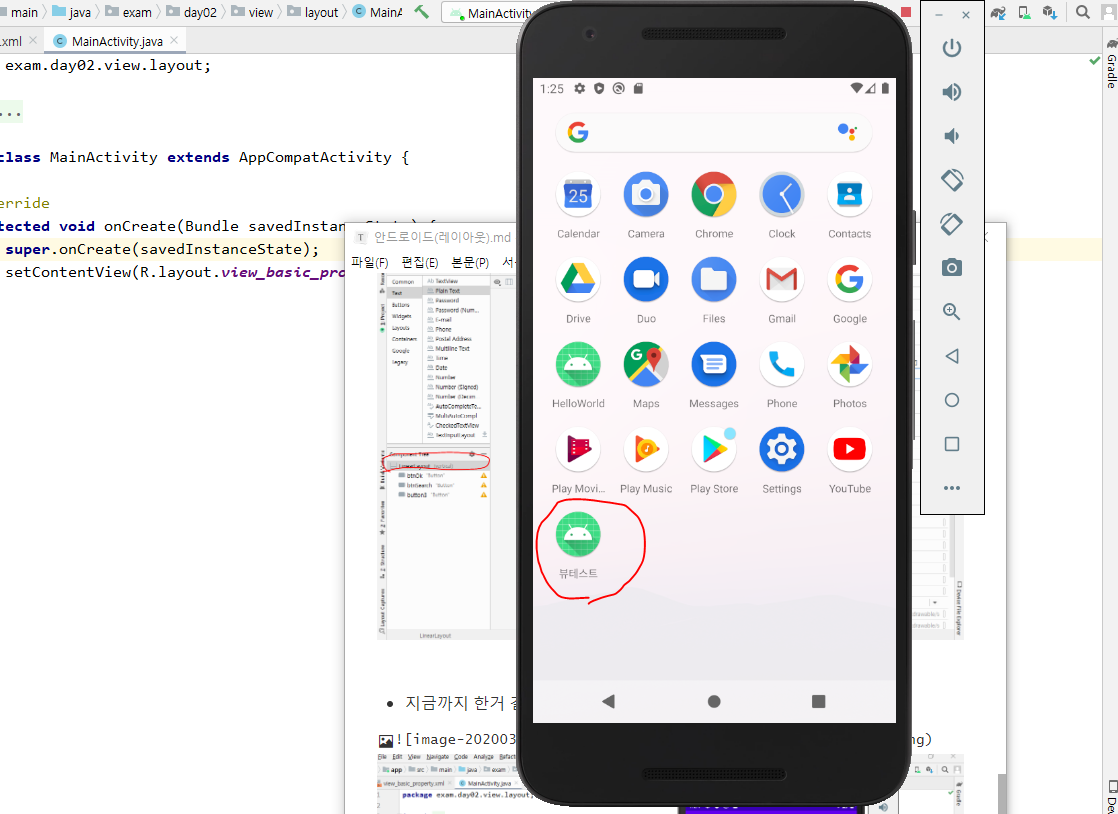 main
java
exam
day02
view
layout
MainA
MainActivity
.xml
MainActivity.java
exam.day02.view.layout;
...
class MainActivity extends AppCompatActivity {
erride
tected void onCreate(Bundle savedInstan
super.onCreate(savedInstanceState);
setContentView(R.layout.view_basic_pro
Gradle
안드로이드(레이아웃).md
파일(F) 편집(E) 본문(P)
Common
Text
Buttons
Widgets
Layouts
Containers
Google
Legacy
TextView
Plain Text
Password
Password (Num...
E-mail
Phone
Postal Address
Multiline Text
Time
Date
Number
Number (Signed)
Number (Decim
AutoCompleteTe...
MultiAutoCompl
CheckedTextView
TextInputLayout
Component Tree
LinearLayout
btnOk "Button"
btnSearch "Button"
button3 "Button"
LinearLayout
Device File Explorer
지금까지 한거
![image-202003
ng)
File Edit View Navigate Code Analyze Refact
app src main java exam
view_basic_property.xml MainActivity.java
1 package exam.day02.view.layout;
2
1:25
25
Calendar
Camera
Chrome
Clock
Contacts
Drive
Duo
Files
Gmail
Google
HelloWorld
Maps
Messages
Phone
Photos
Play Movi...
Play Music
Play Store
Settings
YouTube
뷰테스트